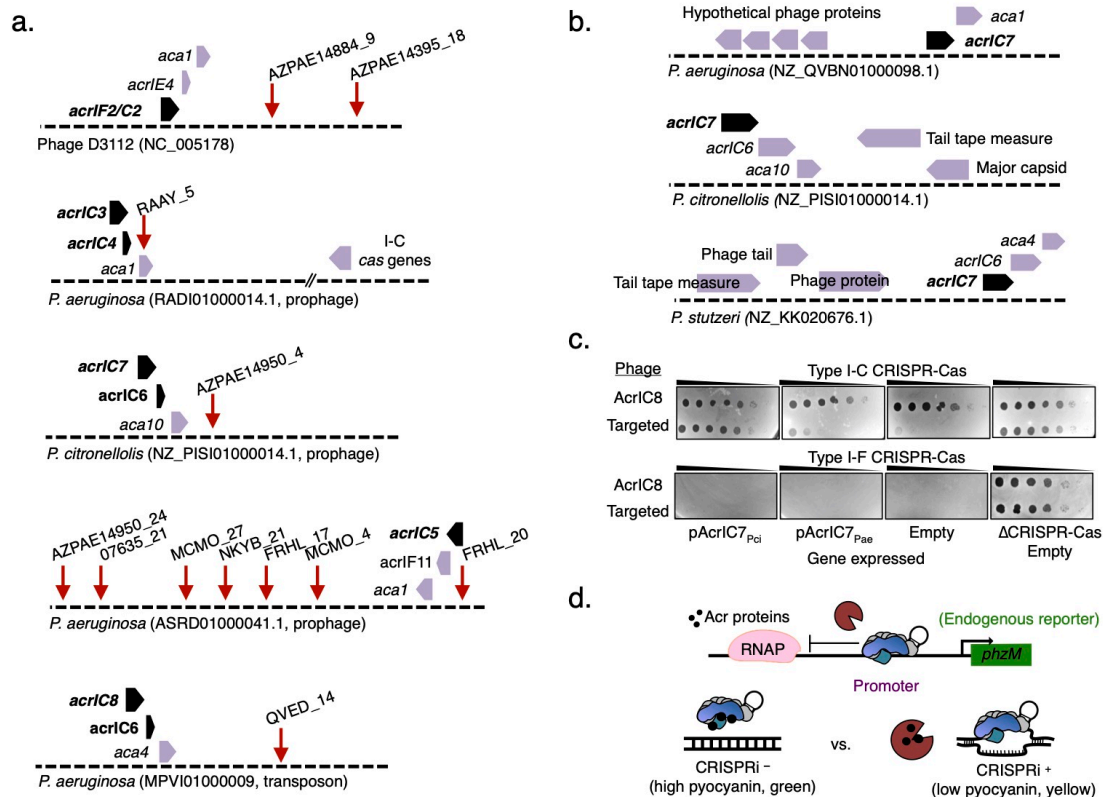 a.
aca1
acrIE4
acrIF2/C2
AZPAE14884_9
AZPAE14395_18
Phage D3112 (NC_005178)
acrIC3
RAAY_5
acrIC4
aca1
I-C
cas genes
//
P. aeruginosa (RADI01000014.1, prophage)
acrIC7
acrIC6
aca10
AZPAE14950_4
P. citronellolis (NZ_PISI01000014.1, prophage)
AZPAE14950_24
07635_21
MCMO_27
NKYB_21
FRHL_17
MCMO_4
acrIC5
acrIF11
aca1
FRHL_20
P. aeruginosa (ASRD01000041.1, prophage)
acrIC8
acrIC6
aca4
QVED_14
P. aeruginosa (MPVI01000009, transposon)
b.
Hypothetical phage proteins
aca1
acrIC7
P. aeruginosa (NZ_QVBN01000098.1)
acrIC7
acrIC6
aca10
Tail tape measure
Major capsid
P. citronellolis (NZ_PISI01000014.1)
Phage tail
Tail tape measure
Phage protein
aca4
acrIC6
acrIC7
P. stutzeri (NZ_KK020676.1)
c.
Phage
Type I-C CRISPR-Cas
AcrIC8
Targeted
Type I-F CRISPR-Cas
AcrIC8
Targeted
pAcrIC7Pci
pAcrIC7Pae
Empty
ΔCRISPR-Cas
Empty
Gene expressed
d.
Acr proteins
(Endogenous reporter)
RNAP
phzM
Promoter
vs.
CRISPRi –
(high pyocyanin, green)
CRISPRi +
(low pyocyanin, yellow)